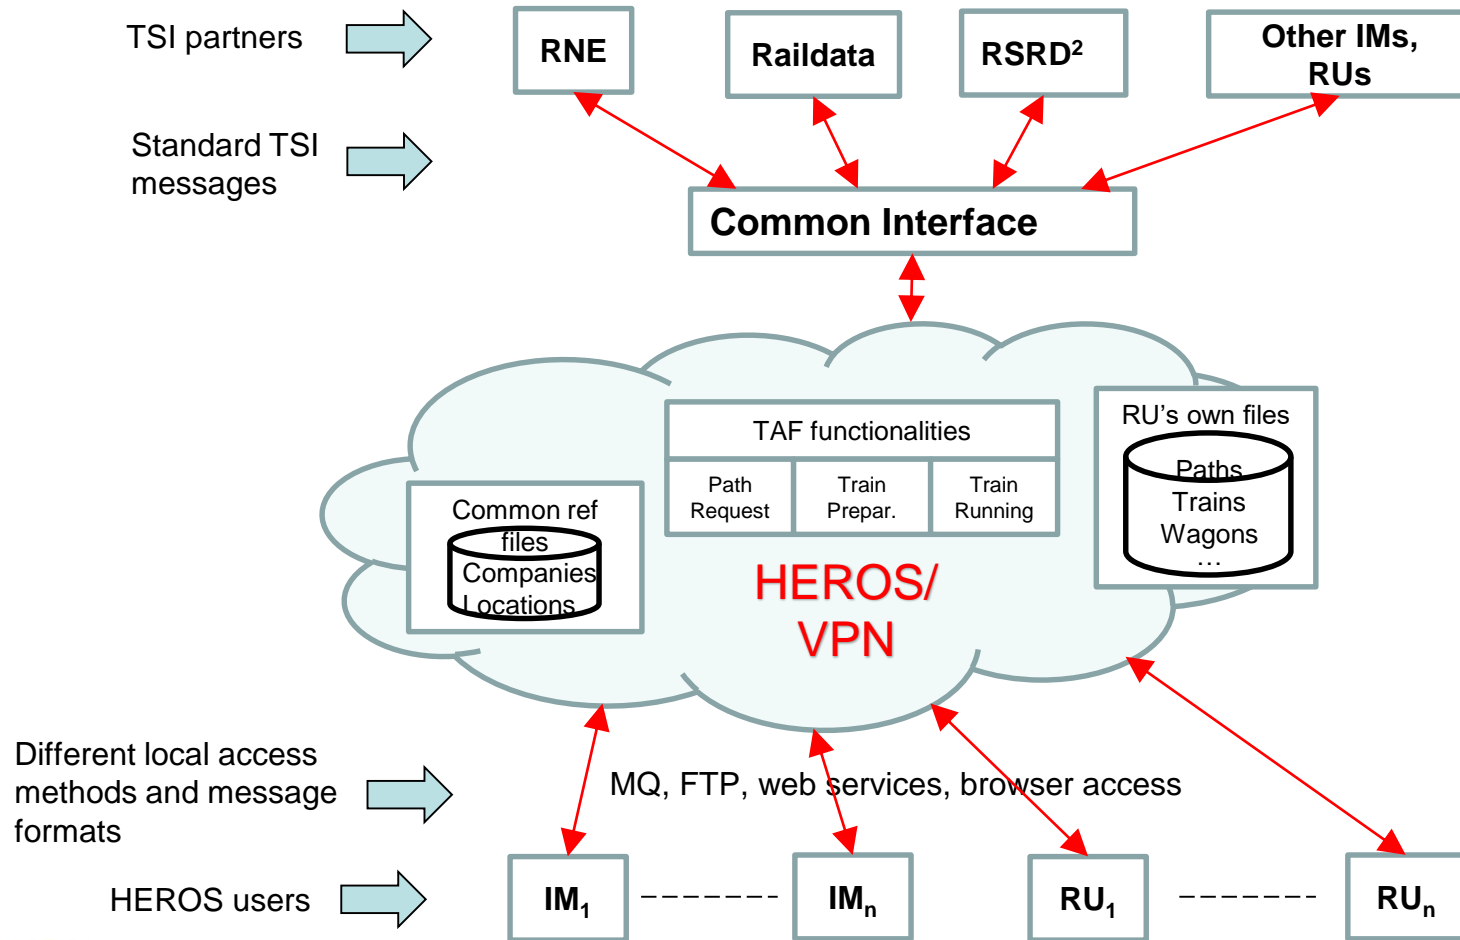 TSI partners
RNE
Raildata
RSRD²
Other IMs,
RUs
Standard TSI
messages
Common Interface
TAF functionalities
Path
Request
Train
Prepar.
Train
Running
RU's own files
Paths
Trains
Wagons
…
Common ref
files
Companies
Locations
HEROS/
VPN
Different local access
methods and message
formats
MQ, FTP, web services, browser access
HEROS users
IM₁
IMₙ
RU₁
RUₙ